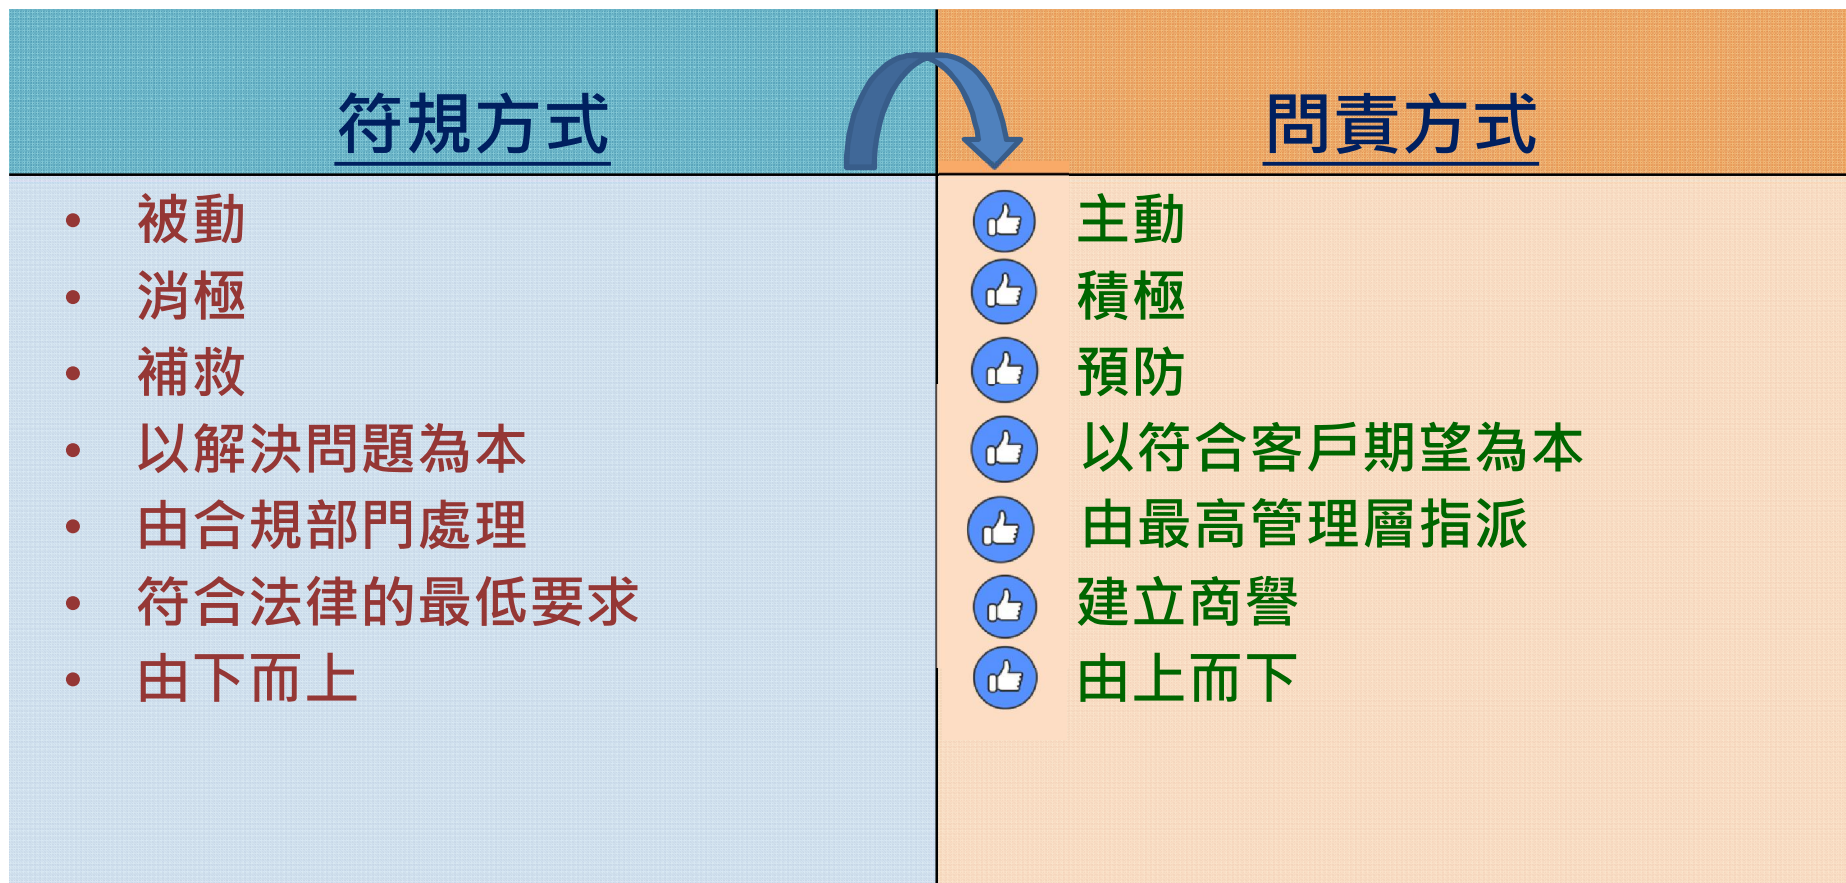 符規方式
被動
消極
補救
以解決問題為本
由合規部門處理
符合法律的最低要求
由下而上
問責方式
主動
積極
預防
以符合客戶期望為本
由最高管理層指派
建立商譽
由上而下